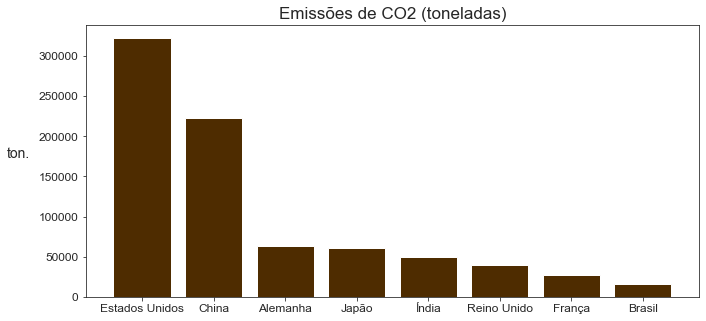 Emissões de CO2 (toneladas)
300000
250000
200000
150000
100000
50000
0
ton.
Estados Unidos China Alemanha Japão Índia Reino Unido França Brasil